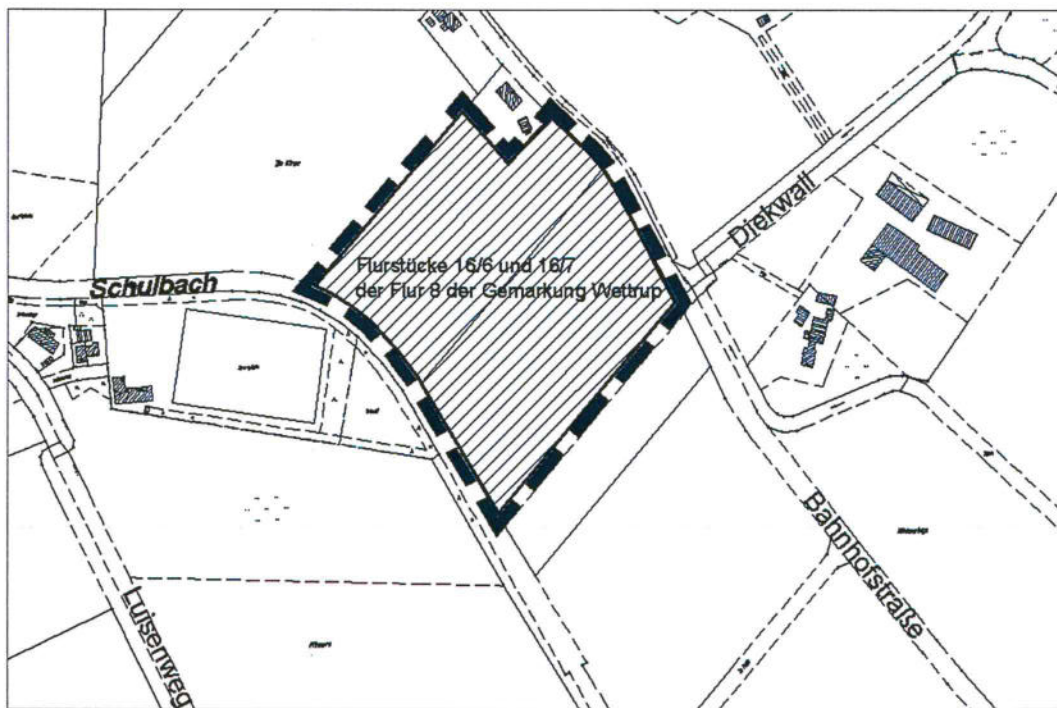 Diekwall
Flurstücke 16/6 und 16/7
der Flur 8 der Gemarkung Wettrup
Schulbach
Bahnhofstraße
Luisenweg